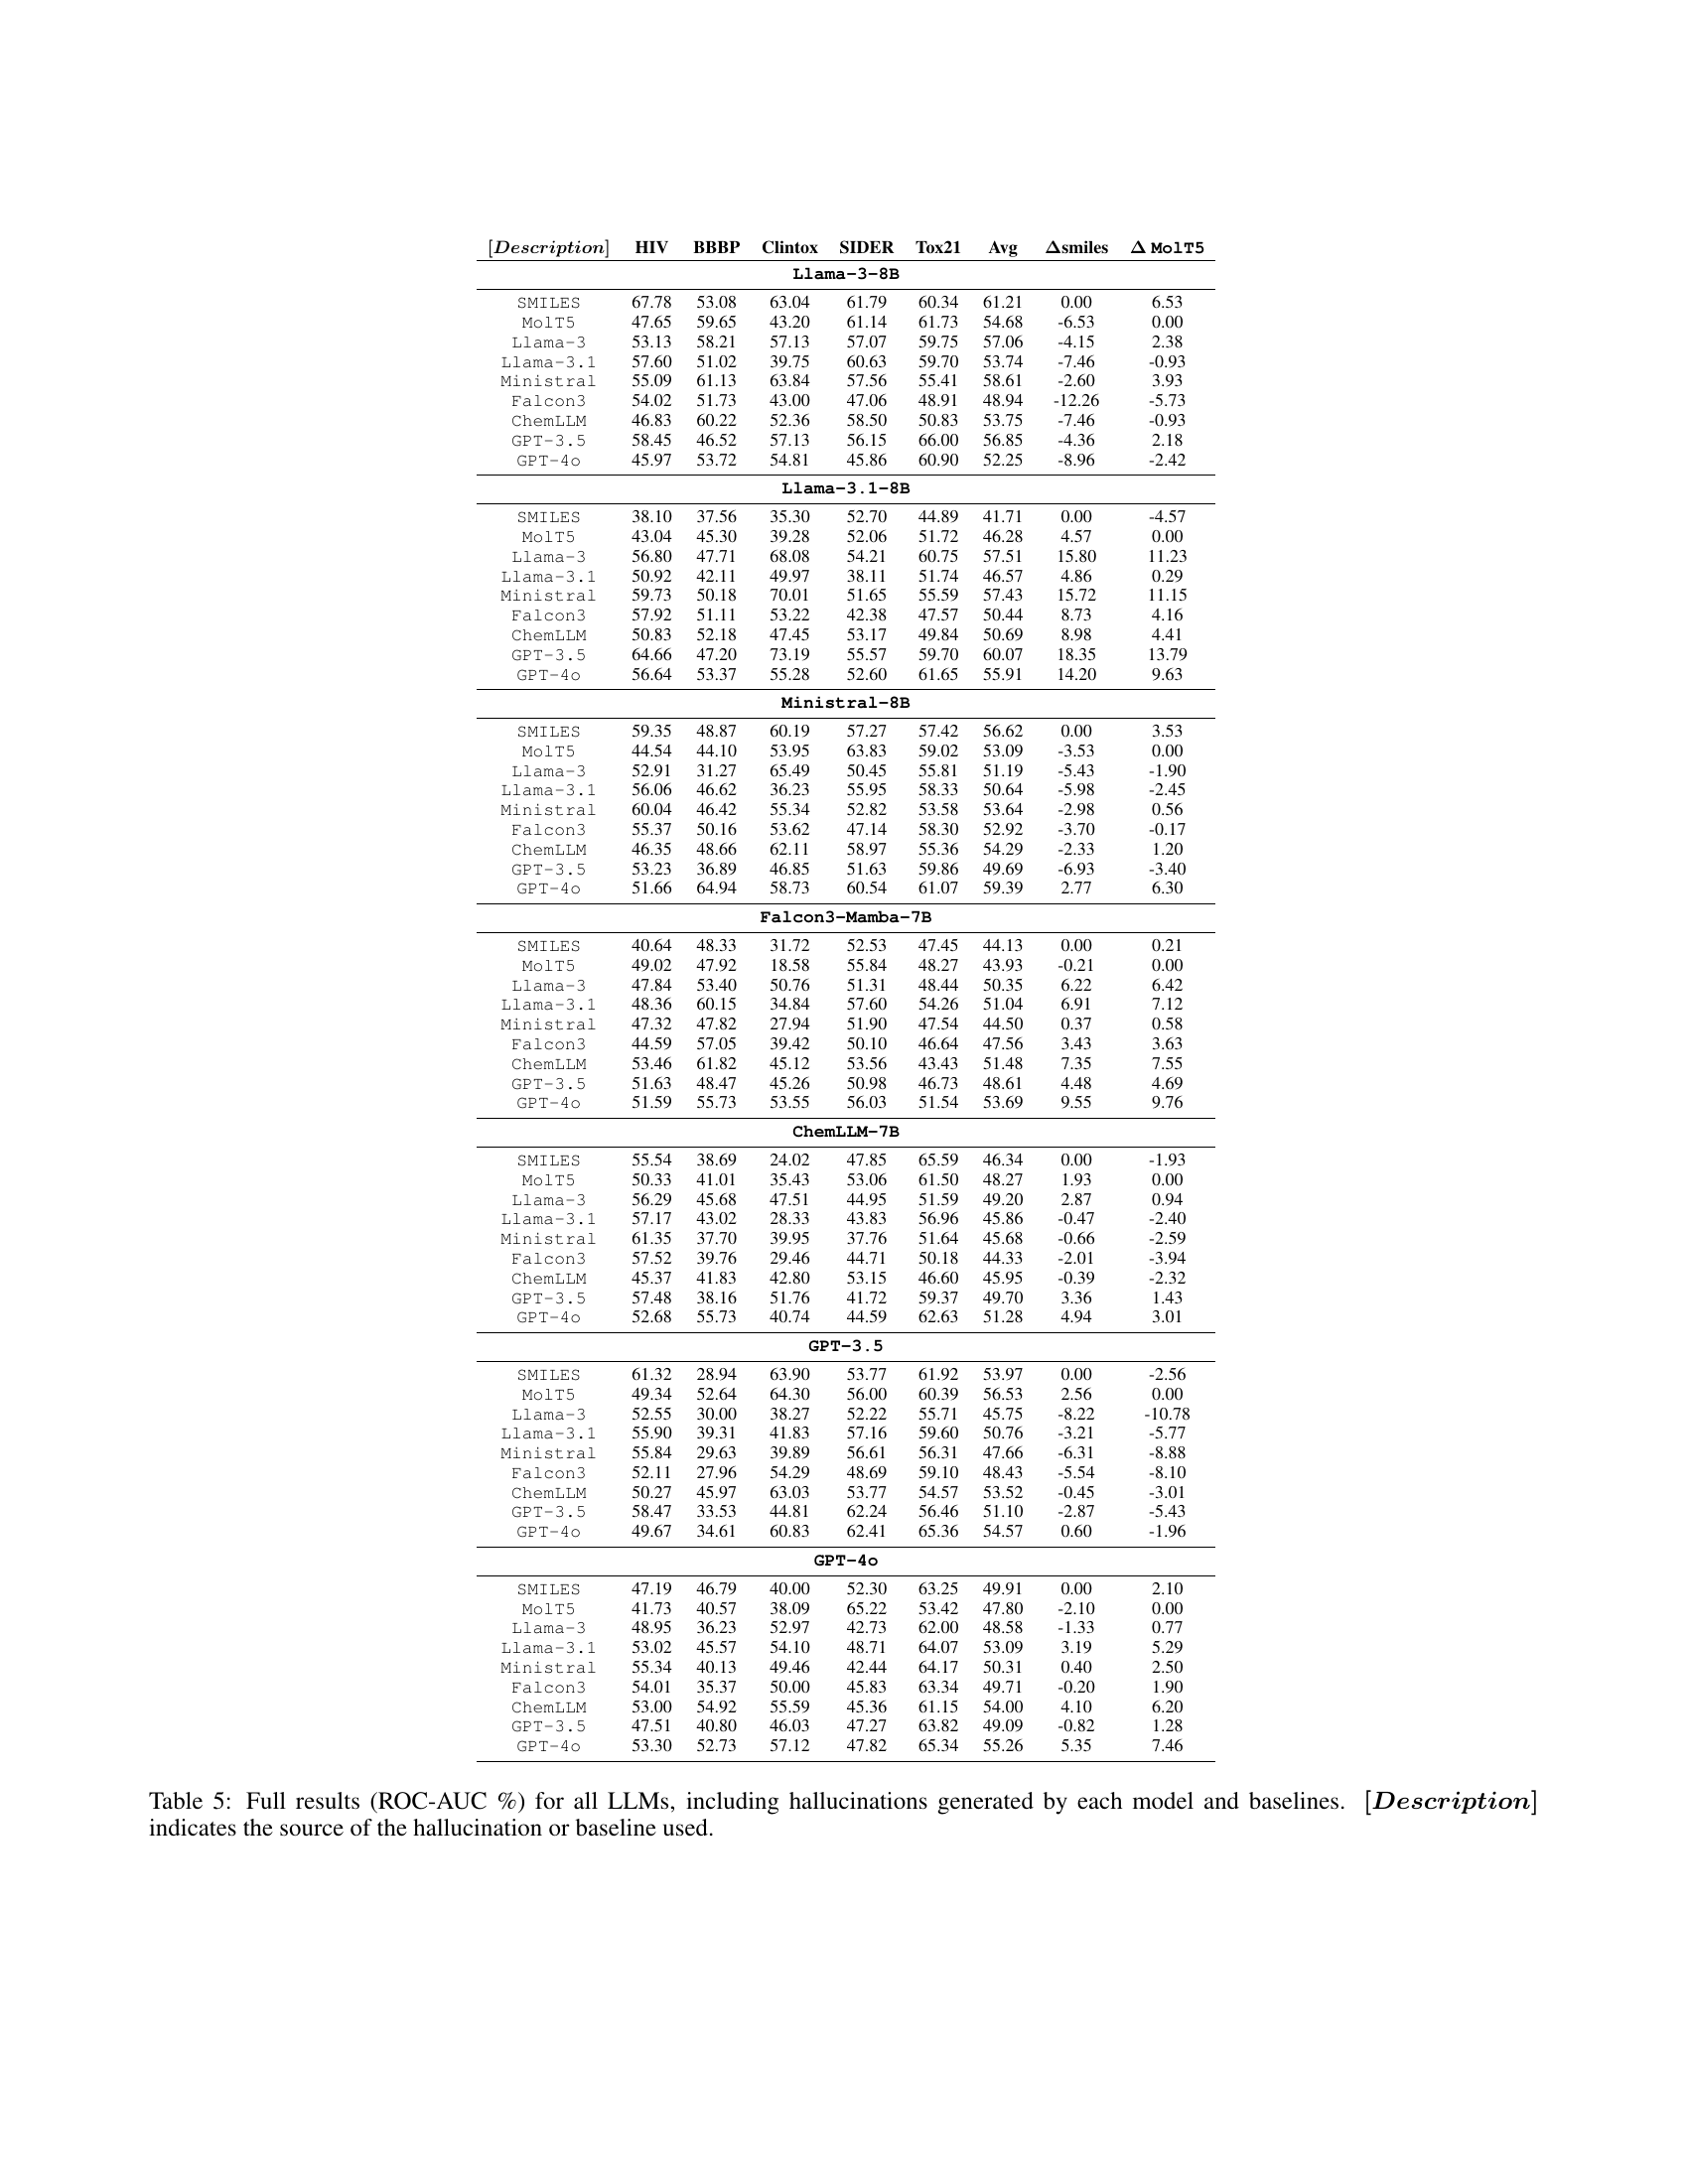 [Description] HIV BBBP Clintox SIDER Tox21 Avg Δsmiles Δ MolT5
Llama-3-8B
SMILES 67.78 53.08 63.04 61.79 60.34 61.21 0.00 6.53
MolT5 47.65 59.65 43.20 61.14 61.73 54.68 -6.53 0.00
Llama-3 53.13 58.21 57.13 57.07 59.75 57.06 -4.15 2.38
Llama-3.1 57.60 51.02 39.75 60.63 59.70 53.74 -7.46 -0.93
Ministral 55.09 61.13 63.84 57.56 55.41 58.61 -2.60 3.93
Falcon3 54.02 51.73 43.00 47.06 48.91 48.94 -12.26 -5.73
ChemLLM 46.83 60.22 52.36 58.50 50.83 53.75 -7.46 -0.93
GPT-3.5 58.45 46.52 57.13 56.15 66.00 56.85 -4.36 2.18
GPT-4o 45.97 53.72 54.81 45.86 60.90 52.25 -8.96 -2.42
Llama-3.1-8B
SMILES 38.10 37.56 35.30 52.70 44.89 41.71 0.00 -4.57
MolT5 43.04 45.30 39.28 52.06 51.72 46.28 4.57 0.00
Llama-3 56.80 47.71 68.08 54.21 60.75 57.51 15.80 11.23
Llama-3.1 50.92 42.11 49.97 38.11 51.74 46.57 4.86 0.29
Ministral 59.73 50.18 70.01 51.65 55.59 57.43 15.72 11.15
Falcon3 57.92 51.11 53.22 42.38 47.57 50.44 8.73 4.16
ChemLLM 50.83 52.18 47.45 53.17 49.84 50.69 8.98 4.41
GPT-3.5 64.66 47.20 73.19 55.57 59.70 60.07 18.35 13.79
GPT-4o 56.64 53.37 55.28 52.60 61.65 55.91 14.20 9.63
Ministral-8B
SMILES 59.35 48.87 60.19 57.27 57.42 56.62 0.00 3.53
MolT5 44.54 44.10 53.95 63.83 59.02 53.09 -3.53 0.00
Llama-3 52.91 31.27 65.49 50.45 55.81 51.19 -5.43 -1.90
Llama-3.1 56.06 46.62 36.23 55.95 58.33 50.64 -5.98 -2.45
Ministral 60.04 46.42 55.34 52.82 53.58 53.64 -2.98 0.56
Falcon3 55.37 50.16 53.62 47.14 58.30 52.92 -3.70 -0.17
ChemLLM 46.35 48.66 62.11 58.97 55.36 54.29 -2.33 1.20
GPT-3.5 53.23 36.89 46.85 51.63 59.86 49.69 -6.93 -3.40
GPT-4o 51.66 64.94 58.73 60.54 61.07 59.39 2.77 6.30
Falcon3-Mamba-7B
SMILES 40.64 48.33 31.72 52.53 47.45 44.13 0.00 0.21
MolT5 49.02 47.92 18.58 55.84 48.27 43.93 -0.21 0.00
Llama-3 47.84 53.40 50.76 51.31 48.44 50.35 6.22 6.42
Llama-3.1 48.36 60.15 34.84 57.60 54.26 51.04 6.91 7.12
Ministral 47.32 47.82 27.94 51.90 47.54 44.50 0.37 0.58
Falcon3 44.59 57.05 39.42 50.10 46.64 47.56 3.43 3.63
ChemLLM 53.46 61.82 45.12 53.56 43.43 51.48 7.35 7.55
GPT-3.5 51.63 48.47 45.26 50.98 46.73 48.61 4.48 4.69
GPT-4o 51.59 55.73 53.55 56.03 51.54 53.69 9.55 9.76
ChemLLM-7B
SMILES 55.54 38.69 24.02 47.85 65.59 46.34 0.00 -1.93
MolT5 50.33 41.01 35.43 53.06 61.50 48.27 1.93 0.00
Llama-3 56.29 45.68 47.51 44.95 51.59 49.20 2.87 0.94
Llama-3.1 57.17 43.02 28.33 43.83 56.96 45.86 -0.47 -2.40
Ministral 61.35 37.70 39.95 37.76 51.64 45.68 -0.66 -2.59
Falcon3 57.52 39.76 29.46 44.71 50.18 44.33 -2.01 -3.94
ChemLLM 45.37 41.83 42.80 53.15 46.60 45.95 -0.39 -2.32
GPT-3.5 57.48 38.16 51.76 41.72 59.37 49.70 3.36 1.43
GPT-4o 52.68 55.73 40.74 44.59 62.63 51.28 4.94 3.01
GPT-3.5
SMILES 61.32 28.94 63.90 53.77 61.92 53.97 0.00 -2.56
MolT5 49.34 52.64 64.30 56.00 60.39 56.53 2.56 0.00
Llama-3 52.55 30.00 38.27 52.22 55.71 45.75 -8.22 -10.78
Llama-3.1 55.90 39.31 41.83 57.16 59.60 50.76 -3.21 -5.77
Ministral 55.84 29.63 39.89 56.61 56.31 47.66 -6.31 -8.88
Falcon3 52.11 27.96 54.29 48.69 59.10 48.43 -5.54 -8.10
ChemLLM 50.27 45.97 63.03 53.77 54.57 53.52 -0.45 -3.01
GPT-3.5 58.47 33.53 44.81 62.24 56.46 51.10 -2.87 -5.43
GPT-4o 49.67 34.61 60.83 62.41 65.36 54.57 0.60 -1.96
GPT-4o
SMILES 47.19 46.79 40.00 52.30 63.25 49.91 0.00 2.10
MolT5 41.73 40.57 38.09 65.22 53.42 47.80 -2.10 0.00
Llama-3 48.95 36.23 52.97 42.73 62.00 48.58 -1.33 0.77
Llama-3.1 53.02 45.57 54.10 48.71 64.07 53.09 3.19 5.29
Ministral 55.34 40.13 49.46 42.44 64.17 50.31 0.40 2.50
Falcon3 54.01 35.37 50.00 45.83 63.34 49.71 -0.20 1.90
ChemLLM 53.00 54.92 55.59 45.36 61.15 54.00 4.10 6.20
GPT-3.5 47.51 40.80 46.03 47.27 63.82 49.09 -0.82 1.28
GPT-4o 53.30 52.73 57.12 47.82 65.34 55.26 5.35 7.46
Table 5: Full results (ROC-AUC %) for all LLMs, including hallucinations generated by each model and baselines. [Description]
indicates the source of the hallucination or baseline used.